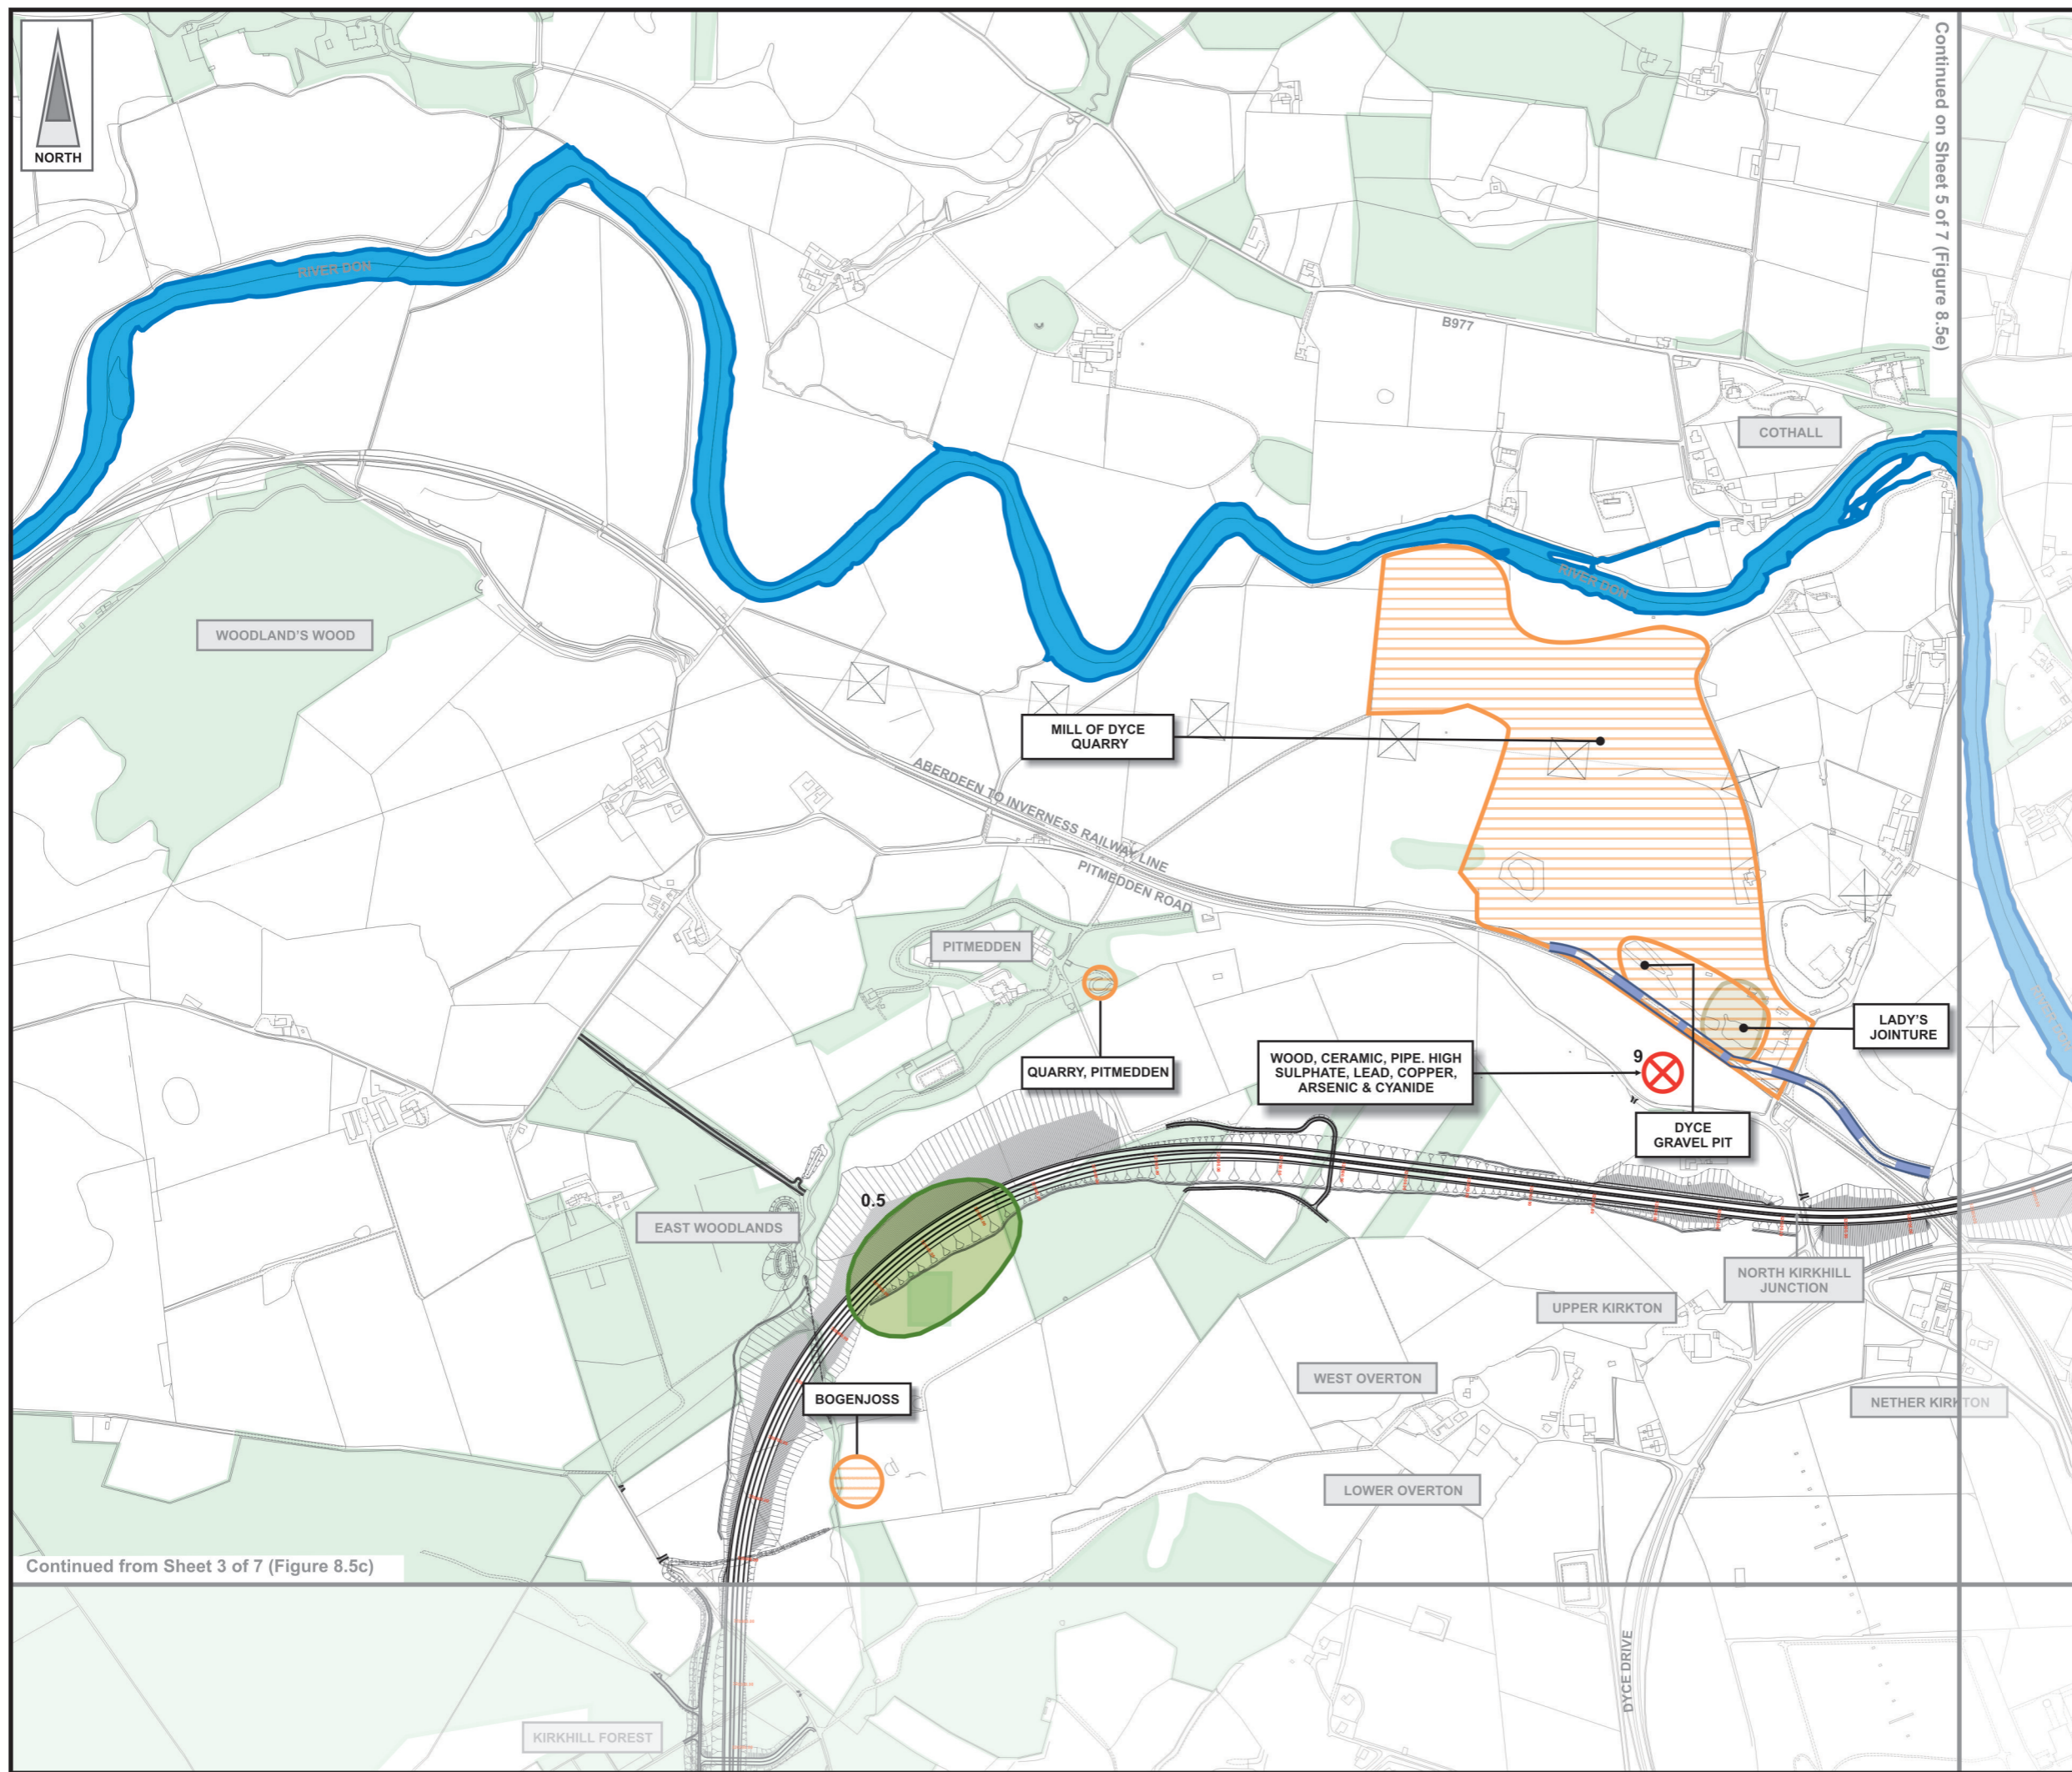 NORTH
Continued on Sheet 5 of 7 (Figure 8.5e)
RIVER DON
B977
COTHALL
RIVER DON
WOODLAND'S WOOD
MILL OF DYCE
QUARRY
ABERDEEN TO INVERNESS RAILWAY LINE
PITMEDDEN ROAD
PITMEDDEN
QUARRY, PITMEDDEN
WOOD, CERAMIC, PIPE. HIGH
SULPHATE, LEAD, COPPER,
ARSENIC & CYANIDE
9
LADY'S
JOINTURE
DYCE
GRAVEL PIT
0.5
EAST WOODLANDS
NORTH KIRKHILL
JUNCTION
UPPER KIRKTON
WEST OVERTON
BOGENJOSS
NETHER KIRKTON
LOWER OVERTON
Continued from Sheet 3 of 7 (Figure 8.5c)
DYCE DRIVE
KIRKHILL FOREST